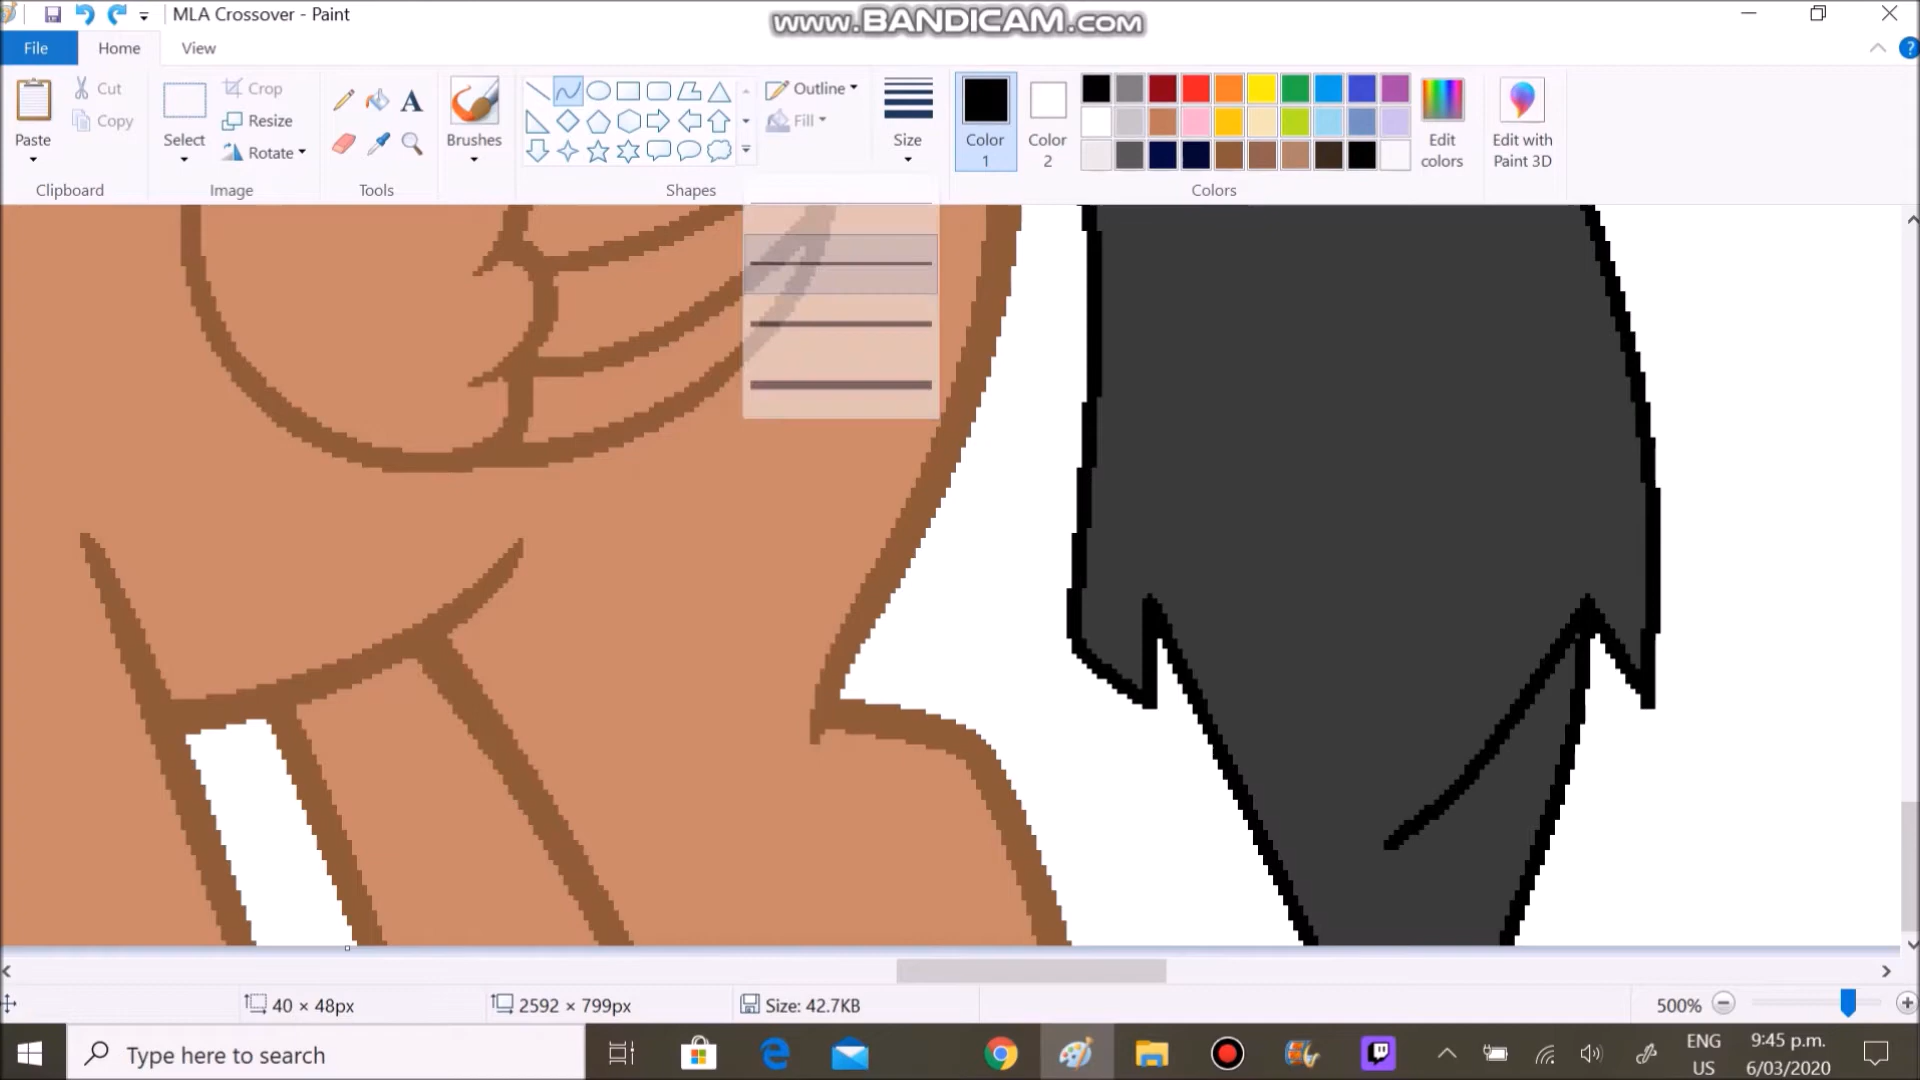 MLA Crossover - Paint
www.BANDICAM.com
File Home View
Paste
Cut
Copy
Clipboard
Select
Crop
Resize
Rotate
Image
Tools
Brushes
Shapes
Outline
Fill
Size
Color 1
Color 2
Colors
Edit colors
Edit with Paint 3D
40 × 48px
2592 × 799px
Size: 42.7KB
500%
Type here to search
ENG
US
9:45 p.m.
6/03/2020